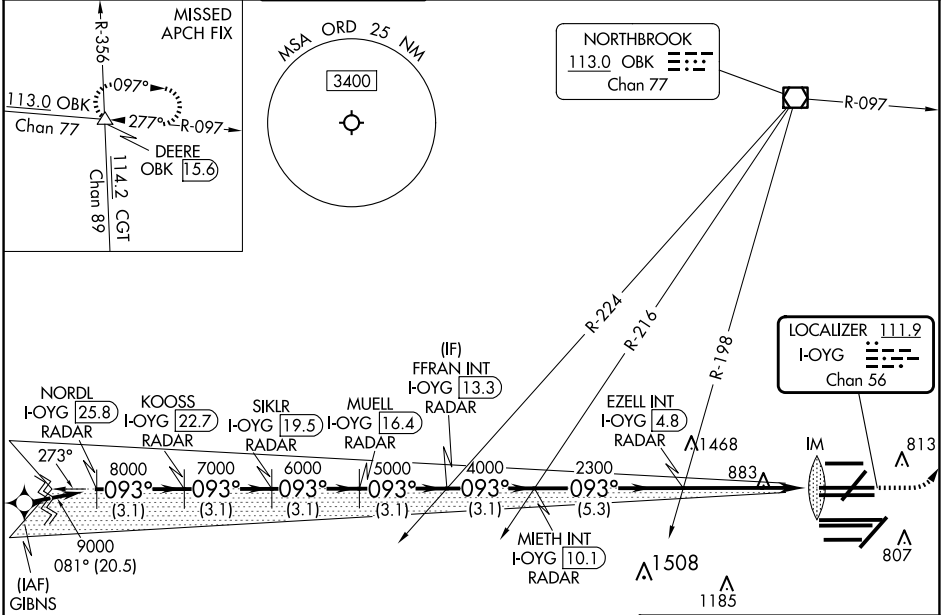 MISSED
APCH FIX
R-356
097°
113.0 OBK
Chan 77
277°
R-097
DEERE
OBK 15.6
114.2 CGT
Chan 89
MSA ORD 25 NM
3400
NORTHBROOK
113.0 OBK
Chan 77
R-097
R-224
R-216
R-198
LOCALIZER 111.9
I-OYG
Chan 56
(IF)
FFRAN INT
I-OYG 13.3
RADAR
NORDL
I-OYG 25.8
RADAR
KOOSS
I-OYG 22.7
RADAR
SIKLR
I-OYG 19.5
RADAR
MUELL
I-OYG 16.4
RADAR
EZELL INT
I-OYG 4.8
RADAR
1468
IM
813
273°
8000
7000
6000
5000
4000
2300
883
093°
093°
093°
093°
093°
093°
(3.1)
(3.1)
(3.1)
(3.1)
(3.1)
(5.3)
9000
081° (20.5)
MIETH INT
I-OYG 10.1
RADAR
807
1508
1185
(IAF)
GIBNS